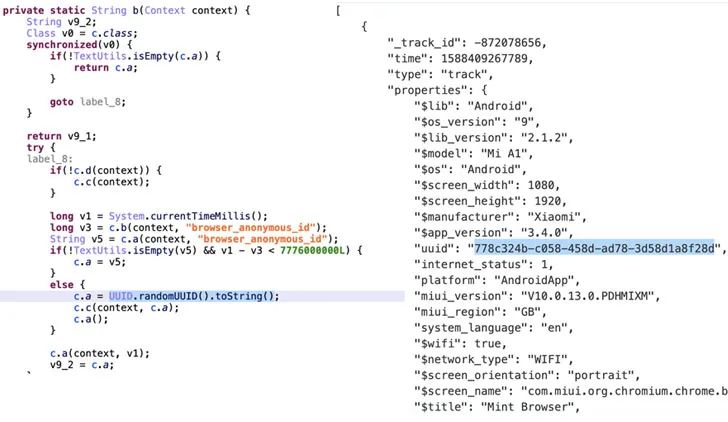 private static String b(Context context) {
String v9_2;
Class v0 = c.class;
synchronized(v0) {
if(!TextUtils.isEmpty(c.a)) {
return c.a;
}
goto label_8;
}
return v9_1;
try {
label_8:
if(!c.d(context)) {
c.c(context);
}
long v1 = System.currentTimeMillis();
long v3 = c.b(context, "browser_anonymous_id");
String v5 = c.a(context, "browser_anonymous_id");
if(!TextUtils.isEmpty(v5) && v1 - v3 < 7776000000L) {
c.a = v5;
}
else {
c.a = UUID.randomUUID().toString();
c.c(context, c.a);
c.a();
}
c.a(context, v1);
v9_2 = c.a;
[
{
"_track_id": -872078656,
"time": 1588409267789,
"type": "track",
"properties": {
"$lib": "Android",
"$os_version": "9",
"$lib_version": "2.1.2",
"$model": "Mi A1",
"$os": "Android",
"$screen_width": 1080,
"$screen_height": 1920,
"$manufacturer": "Xiaomi",
"$app_version": "3.4.0",
"uuid": "778c324b-c058-458d-ad78-3d58d1a8f28d",
"internet_status": 1,
"platform": "AndroidApp",
"miui_version": "V10.0.13.0.PDHMIXM",
"miui_region": "GB",
"system_language": "en",
"$wifi": true,
"$network_type": "WIFI",
"$screen_orientation": "portrait",
"$screen_name": "com.miui.org.chromium.chrome.b
"$title": "Mint Browser",